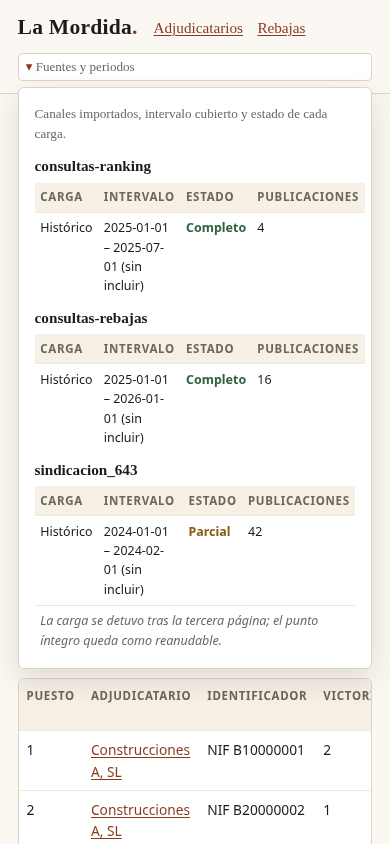 La Mordida. Adjudicatarios Rebajas
▾ Fuentes y periodos
Canales importados, intervalo cubierto y estado de cada
carga.
consultas-ranking
CARGA INTERVALO ESTADO PUBLICACIONES
Histórico 2025-01-01 Completo 4
– 2025-07-
01 (sin
incluir)
consultas-rebajas
CARGA INTERVALO ESTADO PUBLICACIONES
Histórico 2025-01-01 Completo 16
– 2026-01-
01 (sin
incluir)
sindicacion_643
CARGA INTERVALO ESTADO PUBLICACIONES
Histórico 2024-01-01 Parcial 42
– 2024-02-
01 (sin
incluir)
La carga se detuvo tras la tercera página; el punto
íntegro queda como reanudable.
PUESTO ADJUDICATARIO IDENTIFICADOR VICTOR
1 Construcciones NIF B10000001 2
A, SL
2 Construcciones NIF B20000002 1
A, SL